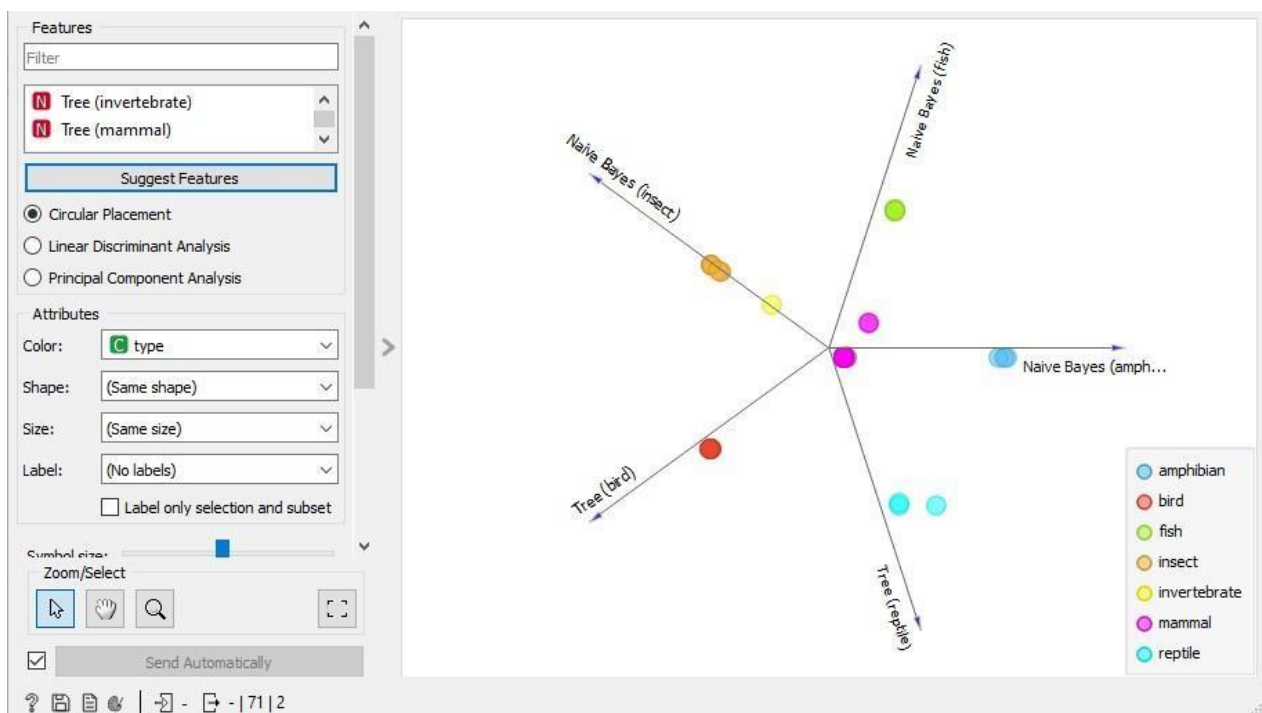 Features
Filter
N Tree (invertebrate)
N Tree (mammal)
Suggest Features
Circular Placement
Linear Discriminant Analysis
Principal Component Analysis
Attributes
Color: C type
Shape: (Same shape)
Size: (Same size)
Label: (No labels)
Label only selection and subset
Symbol size:
Zoom/Select
Send Automatically
? - - | 71 | 2
Naive Bayes (fish)
Naive Bayes (insect)
Naive Bayes (amph...
Tree (bird)
Tree (reptile)
amphibian
bird
fish
insect
invertebrate
mammal
reptile